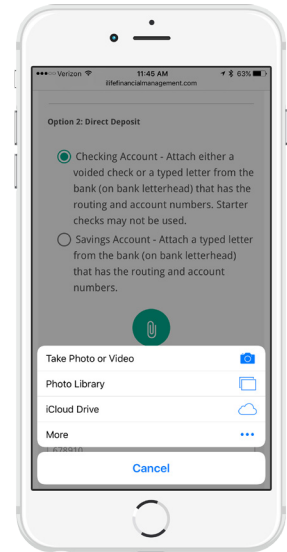 Verizon 11:45 AM 63%
ilifefinancialmanagement.com
Option 2: Direct Deposit
Checking Account - Attach either a
voided check or a typed letter from the
bank (on bank letterhead) that has the
routing and account numbers. Starter
checks may not be used.
Savings Account - Attach a typed letter
from the bank (on bank letterhead)
that has the routing and account
numbers.
Take Photo or Video
Photo Library
iCloud Drive
More
678910
Cancel